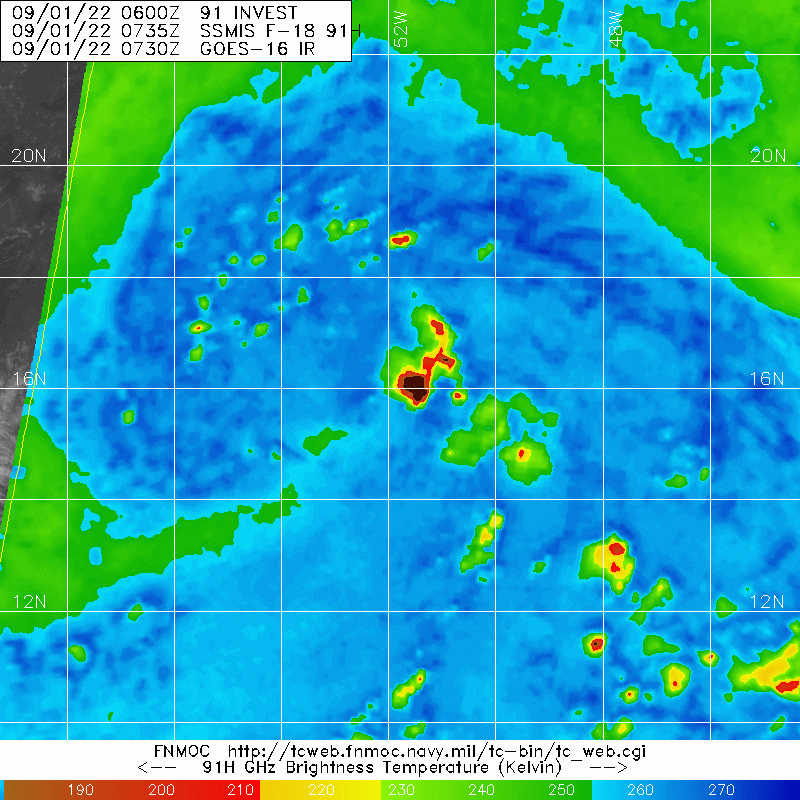 09/01/22 0600Z 91 INVEST
09/01/22 0735Z SSMIS F-18 91H
09/01/22 0730Z GOES-16 IR
52W 48W
20N 20N
16N 16N
12N 12N
FNMOC http://tcweb.fnmoc.navy.mil/tc-bin/tc_web.cgi
<-- 91H GHz Brightness Temperature (Kelvin) -->
190 200 210 220 230 240 250 260 270